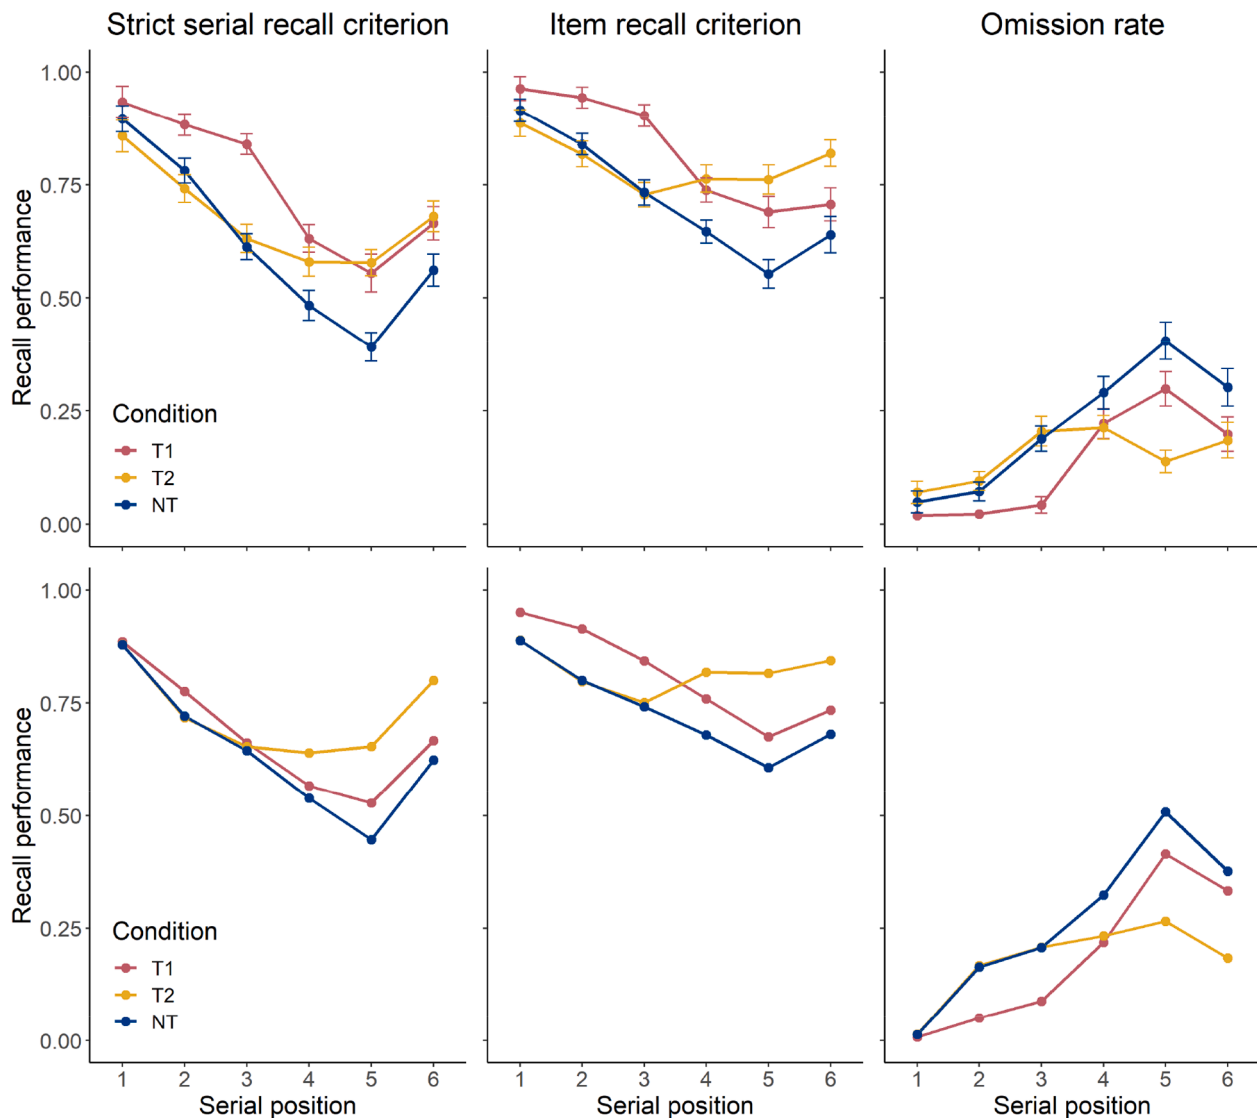 Strict serial recall criterion
Item recall criterion
Omission rate
Recall performance
1.00
0.75
0.50
0.25
0.00
Condition
T1
T2
NT
Recall performance
1.00
0.75
0.50
0.25
0.00
Condition
T1
T2
NT
1 2 3 4 5 6
1 2 3 4 5 6
1 2 3 4 5 6
Serial position
Serial position
Serial position